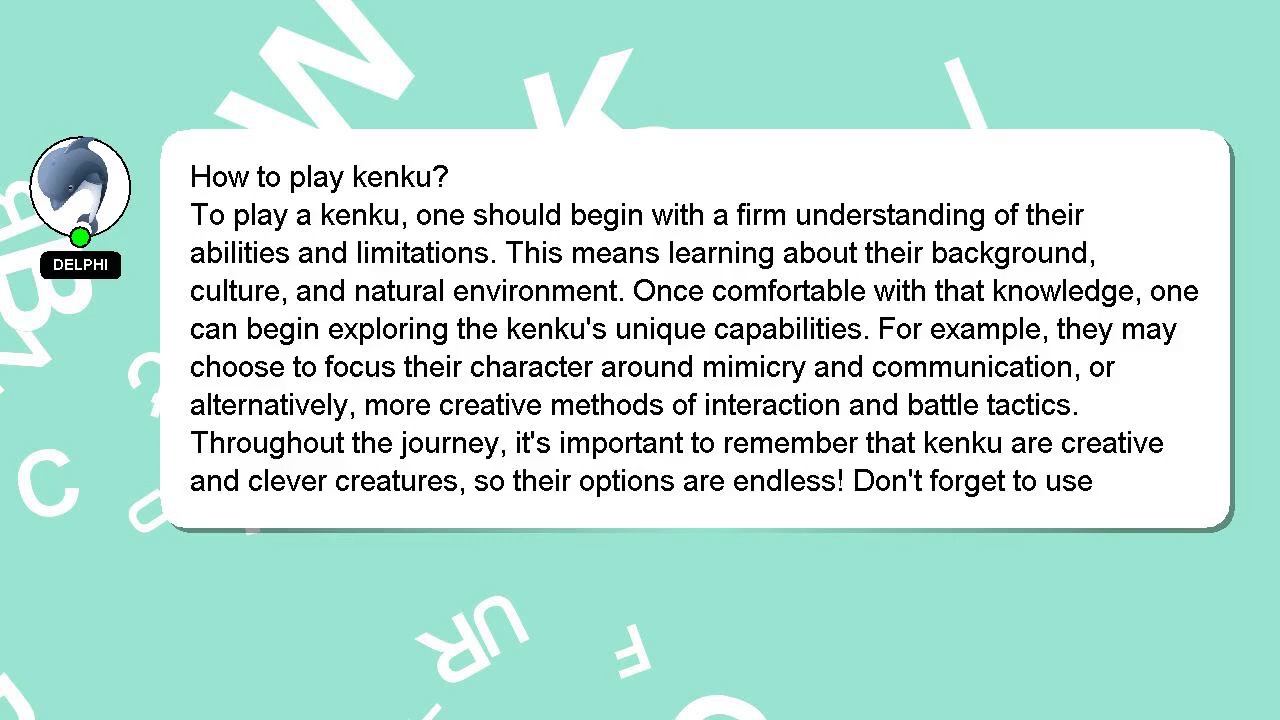 W
K
DELPHI
How to play kenku?
To play a kenku, one should begin with a firm understanding of their
abilities and limitations. This means learning about their background,
culture, and natural environment. Once comfortable with that knowledge, one
can begin exploring the kenku's unique capabilities. For example, they may
choose to focus their character around mimicry and communication, or
alternatively, more creative methods of interaction and battle tactics.
Throughout the journey, it's important to remember that kenku are creative
and clever creatures, so their options are endless! Don't forget to use
C
UR
F